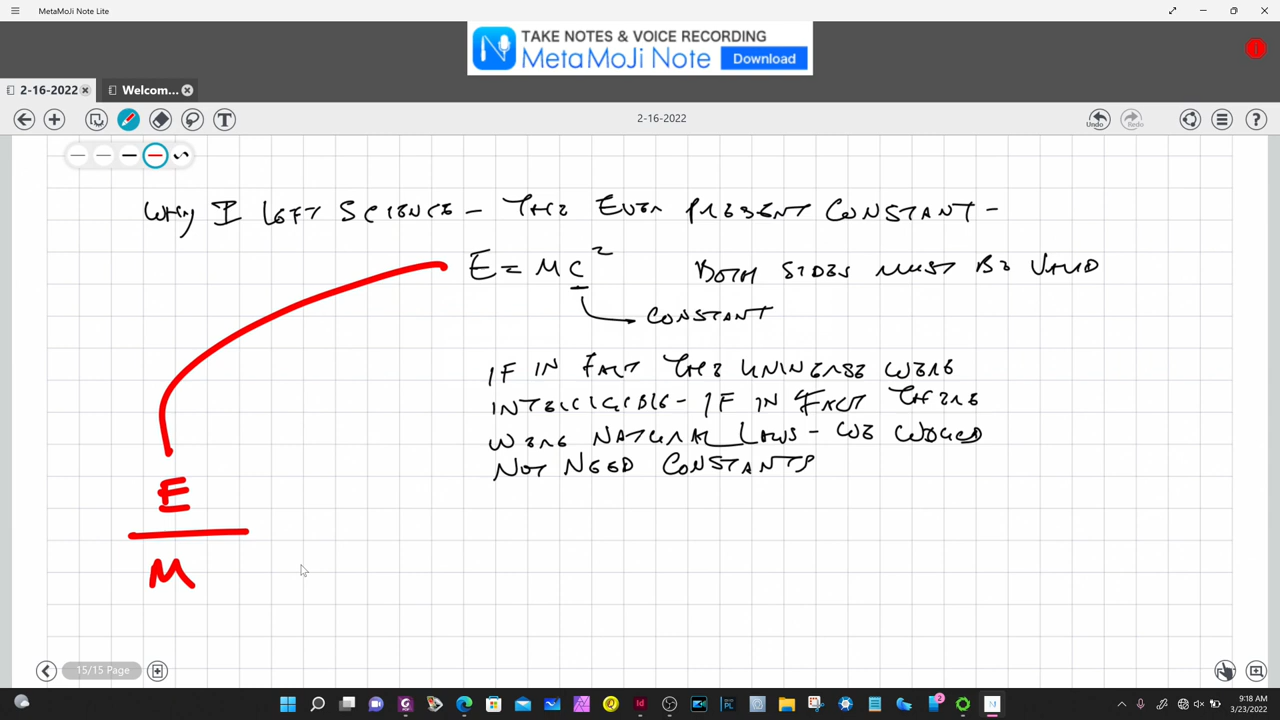 MetaMoJi Note Lite
TAKE NOTES & VOICE RECORDING
MetaMoJi Note
Download
2-16-2022
Welcom...
2-16-2022
Undo
Redo
WHY I LEFT SCIENCE - THE EVER PRESENT CONSTANT -
E = MC²
BOTH SIDES MUST BE VALID
CONSTANT
IF IN FACT THE UNIVERSE WERE
INTELLIGIBLE - IF IN FACT THERE
WERE NATURAL LAWS - WE WOULD
NOT NEED CONSTANTS
E
M
15/15 Page
9:18 AM
3/23/2022